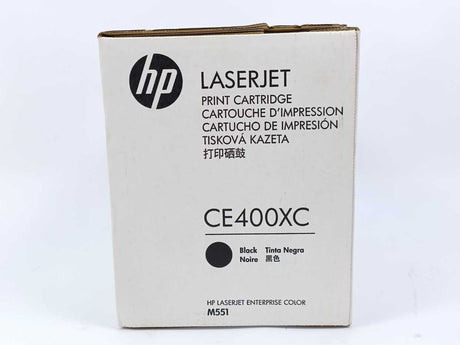 hp
LASERJET
PRINT CARTRIDGE
CARTOUCHE D'IMPRESSION
CARTUCHO DE IMPRESIÓN
TISKOVÁ KAZETA
打印硒鼓
CE400XC
Black Tinta Negra
Noire 黑色
HP LASERJET ENTERPRISE COLOR
M551